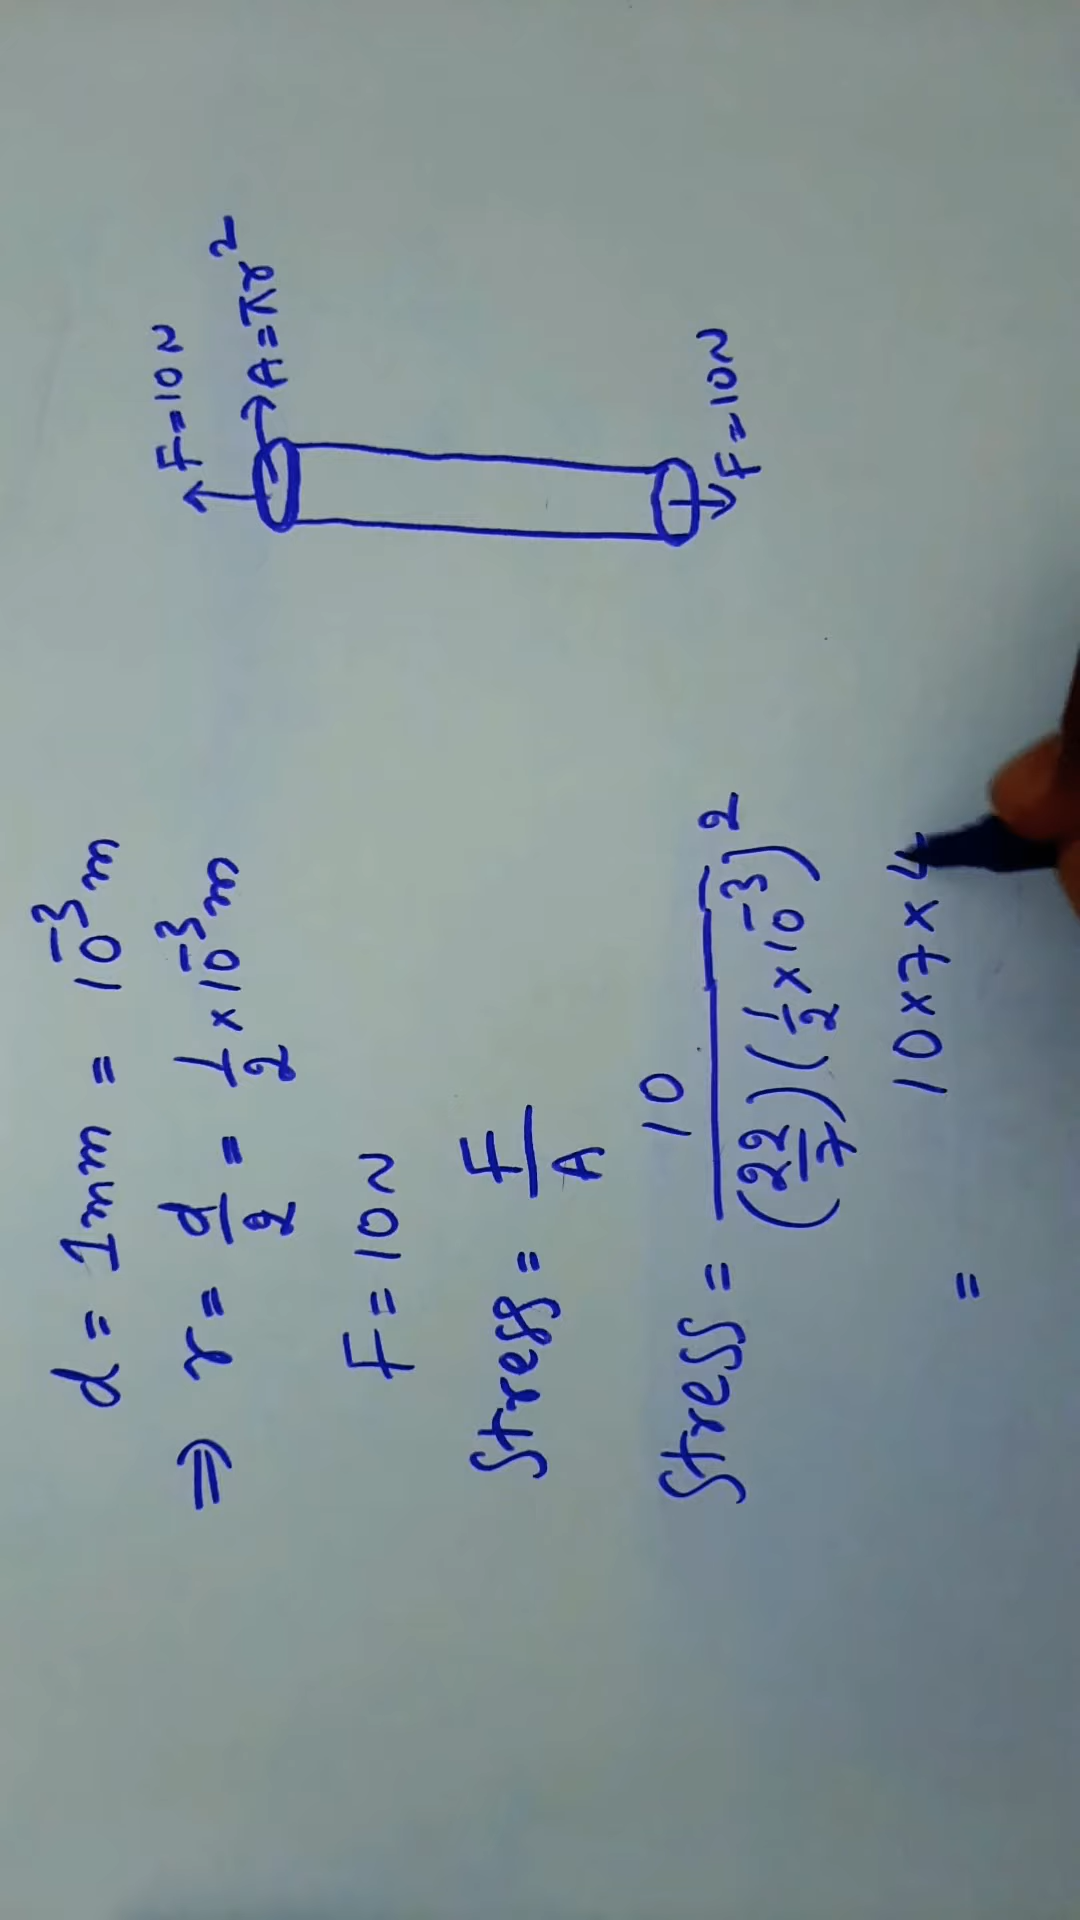 d = 1mm = 10⁻³m
⇒ r = d/2 = 1/2 × 10⁻³m
F = 10N
Stress = F/A
Stress = 10/(22/7)(1/2 × 10⁻³)²
= 10 × 7 × 4
F = 10N
A = πr²
F = 10N